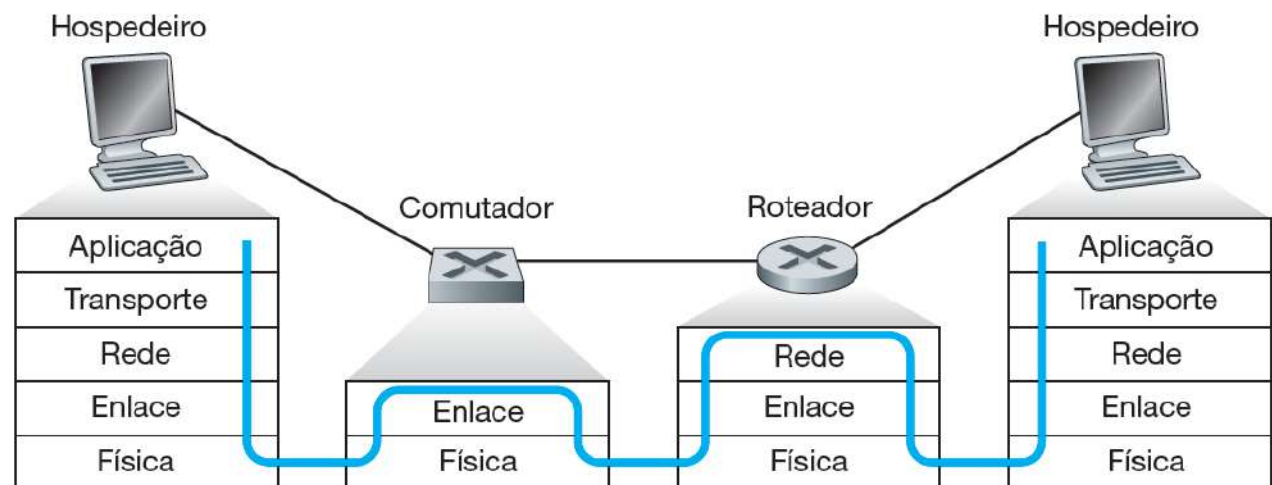 Hospedeiro
Hospedeiro
Comutador
Roteador
Aplicação
Transporte
Rede
Enlace
Física
Enlace
Física
Rede
Enlace
Física
Aplicação
Transporte
Rede
Enlace
Física